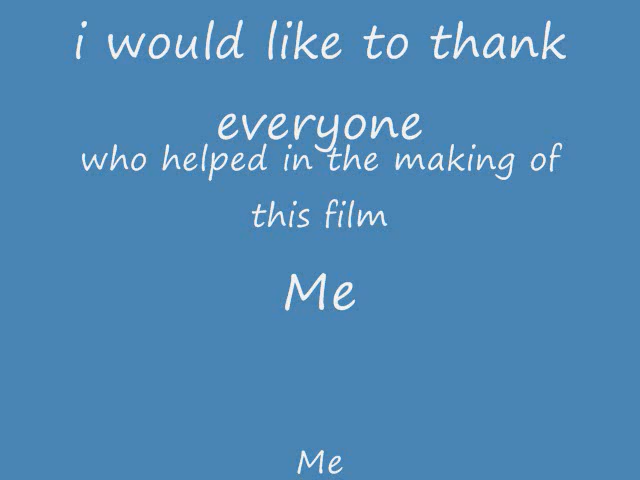 i would like to thank
everyone
who helped in the making of
this film
Me
Me